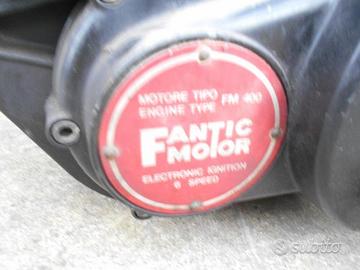 MOTORE TIPO FM 400
ENGINE TYPE
FANTIC
MOTOR
ELECTRONIC IGNITION
6 SPEED
subito